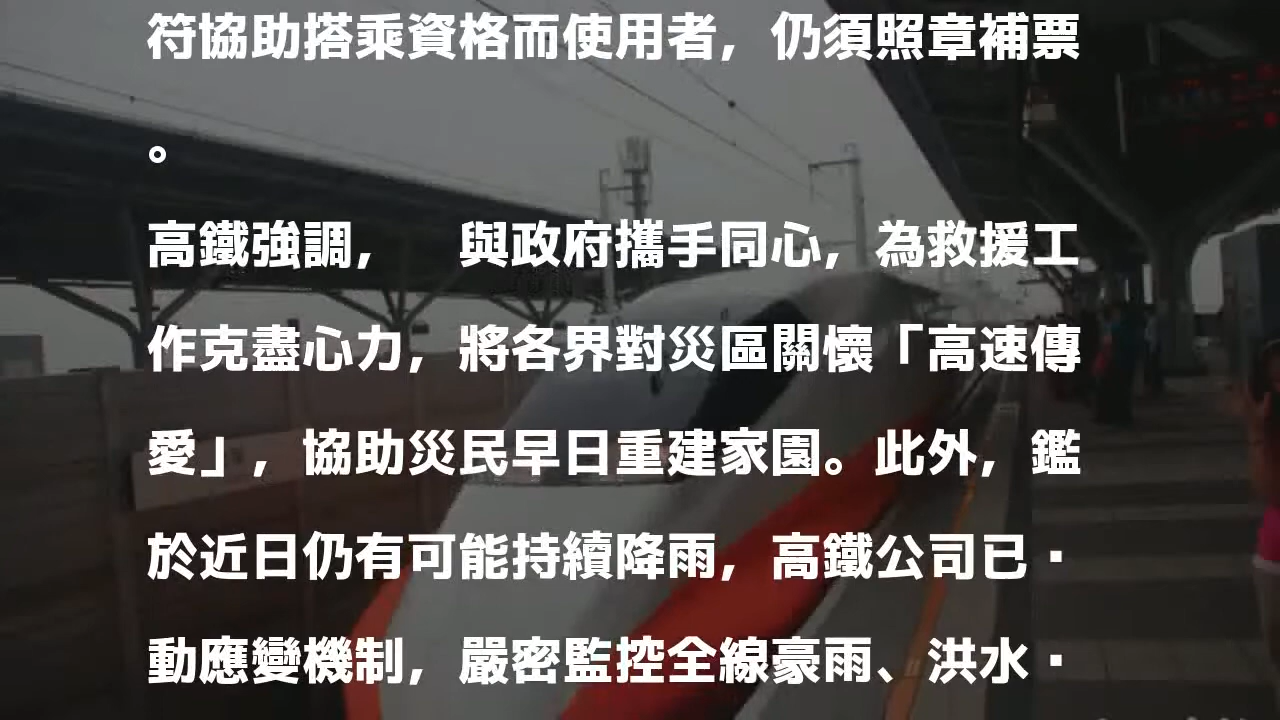 符協助搭乘資格而使用者，仍須照章補票
。
高鐵強調，　與政府攜手同心，為救援工
作克盡心力，將各界對災區關懷「高速傳
愛」，協助災民早日重建家園。此外，鑑
於近日仍有可能持續降雨，高鐵公司已·
動應變機制，嚴密監控全線豪雨、洪水·